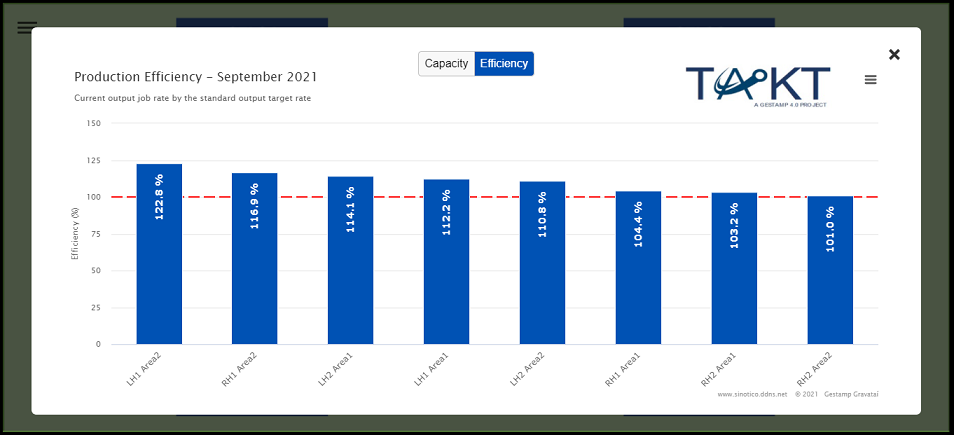 Capacity Efficiency
Production Efficiency – September 2021
Current output job rate by the standard output target rate
TAKT
A GESTAMP 4.0 PROJECT
Efficiency (%)
150
125
100
75
50
25
0
122.8 %
116.9 %
114.1 %
112.2 %
110.8 %
104.4 %
103.2 %
101.0 %
LH1 Area2
RH1 Area2
LH2 Area1
LH1 Area1
LH2 Area2
RH1 Area1
RH2 Area1
RH2 Area2
www.sinotico.ddns.net ® 2021 Gestamp Gravataí